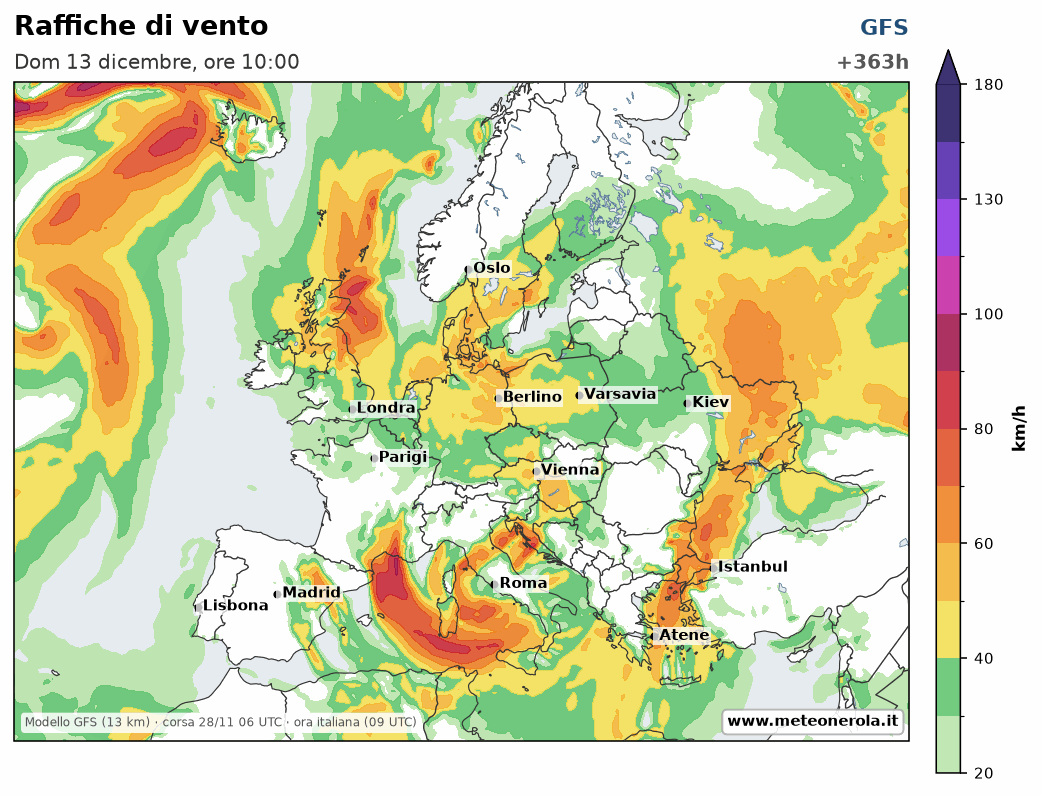 Raffiche di vento
GFS
Dom 13 dicembre, ore 10:00
+363h
180
130
100
80
60
40
20
km/h
Oslo
Londra
Berlino
Varsavia
Kiev
Parigi
Vienna
Lisbona
Madrid
Roma
Istanbul
Atene
Modello GFS (13 km) · corsa 28/11 06 UTC · ora italiana (09 UTC)
www.meteonerola.it